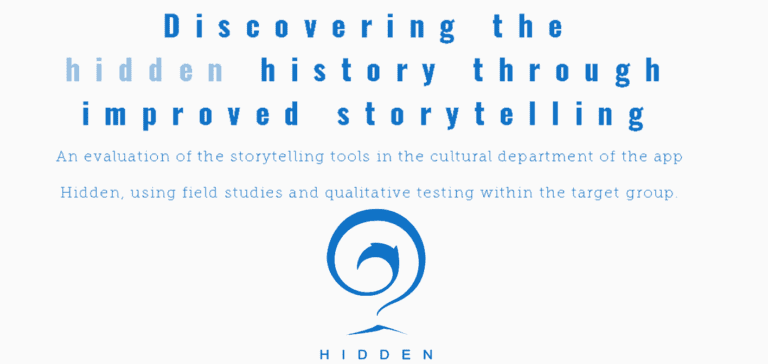 Discovering the
hidden history through
improved storytelling
An evaluation of the storytelling tools in the cultural department of the app
Hidden, using field studies and qualitative testing within the target group.
HIDDEN